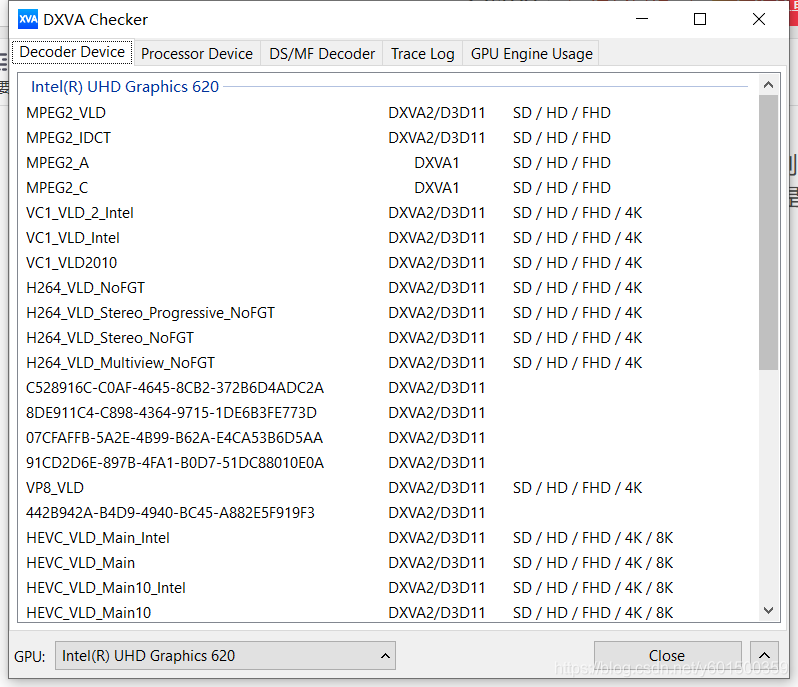 XVA DXVA Checker
Decoder Device Processor Device DS/MF Decoder Trace Log GPU Engine Usage
Intel(R) UHD Graphics 620
MPEG2_VLD DXVA2/D3D11 SD / HD / FHD
MPEG2_IDCT DXVA2/D3D11 SD / HD / FHD
MPEG2_A DXVA1 SD / HD / FHD
MPEG2_C DXVA1 SD / HD / FHD
VC1_VLD_2_Intel DXVA2/D3D11 SD / HD / FHD / 4K
VC1_VLD_Intel DXVA2/D3D11 SD / HD / FHD / 4K
VC1_VLD2010 DXVA2/D3D11 SD / HD / FHD / 4K
H264_VLD_NoFGT DXVA2/D3D11 SD / HD / FHD / 4K
H264_VLD_Stereo_Progressive_NoFGT DXVA2/D3D11 SD / HD / FHD / 4K
H264_VLD_Stereo_NoFGT DXVA2/D3D11 SD / HD / FHD / 4K
H264_VLD_Multiview_NoFGT DXVA2/D3D11 SD / HD / FHD / 4K
C528916C-C0AF-4645-8CB2-372B6D4ADC2A DXVA2/D3D11
8DE911C4-C898-4364-9715-1DE6B3FE773D DXVA2/D3D11
07CFAFFB-5A2E-4B99-B62A-E4CA53B6D5AA DXVA2/D3D11
91CD2D6E-897B-4FA1-B0D7-51DC88010E0A DXVA2/D3D11
VP8_VLD DXVA2/D3D11 SD / HD / FHD / 4K
442B942A-B4D9-4940-BC45-A882E5F919F3 DXVA2/D3D11
HEVC_VLD_Main_Intel DXVA2/D3D11 SD / HD / FHD / 4K / 8K
HEVC_VLD_Main DXVA2/D3D11 SD / HD / FHD / 4K / 8K
HEVC_VLD_Main10_Intel DXVA2/D3D11 SD / HD / FHD / 4K / 8K
HEVC_VLD_Main10 DXVA2/D3D11 SD / HD / FHD / 4K / 8K
GPU: Intel(R) UHD Graphics 620 Close